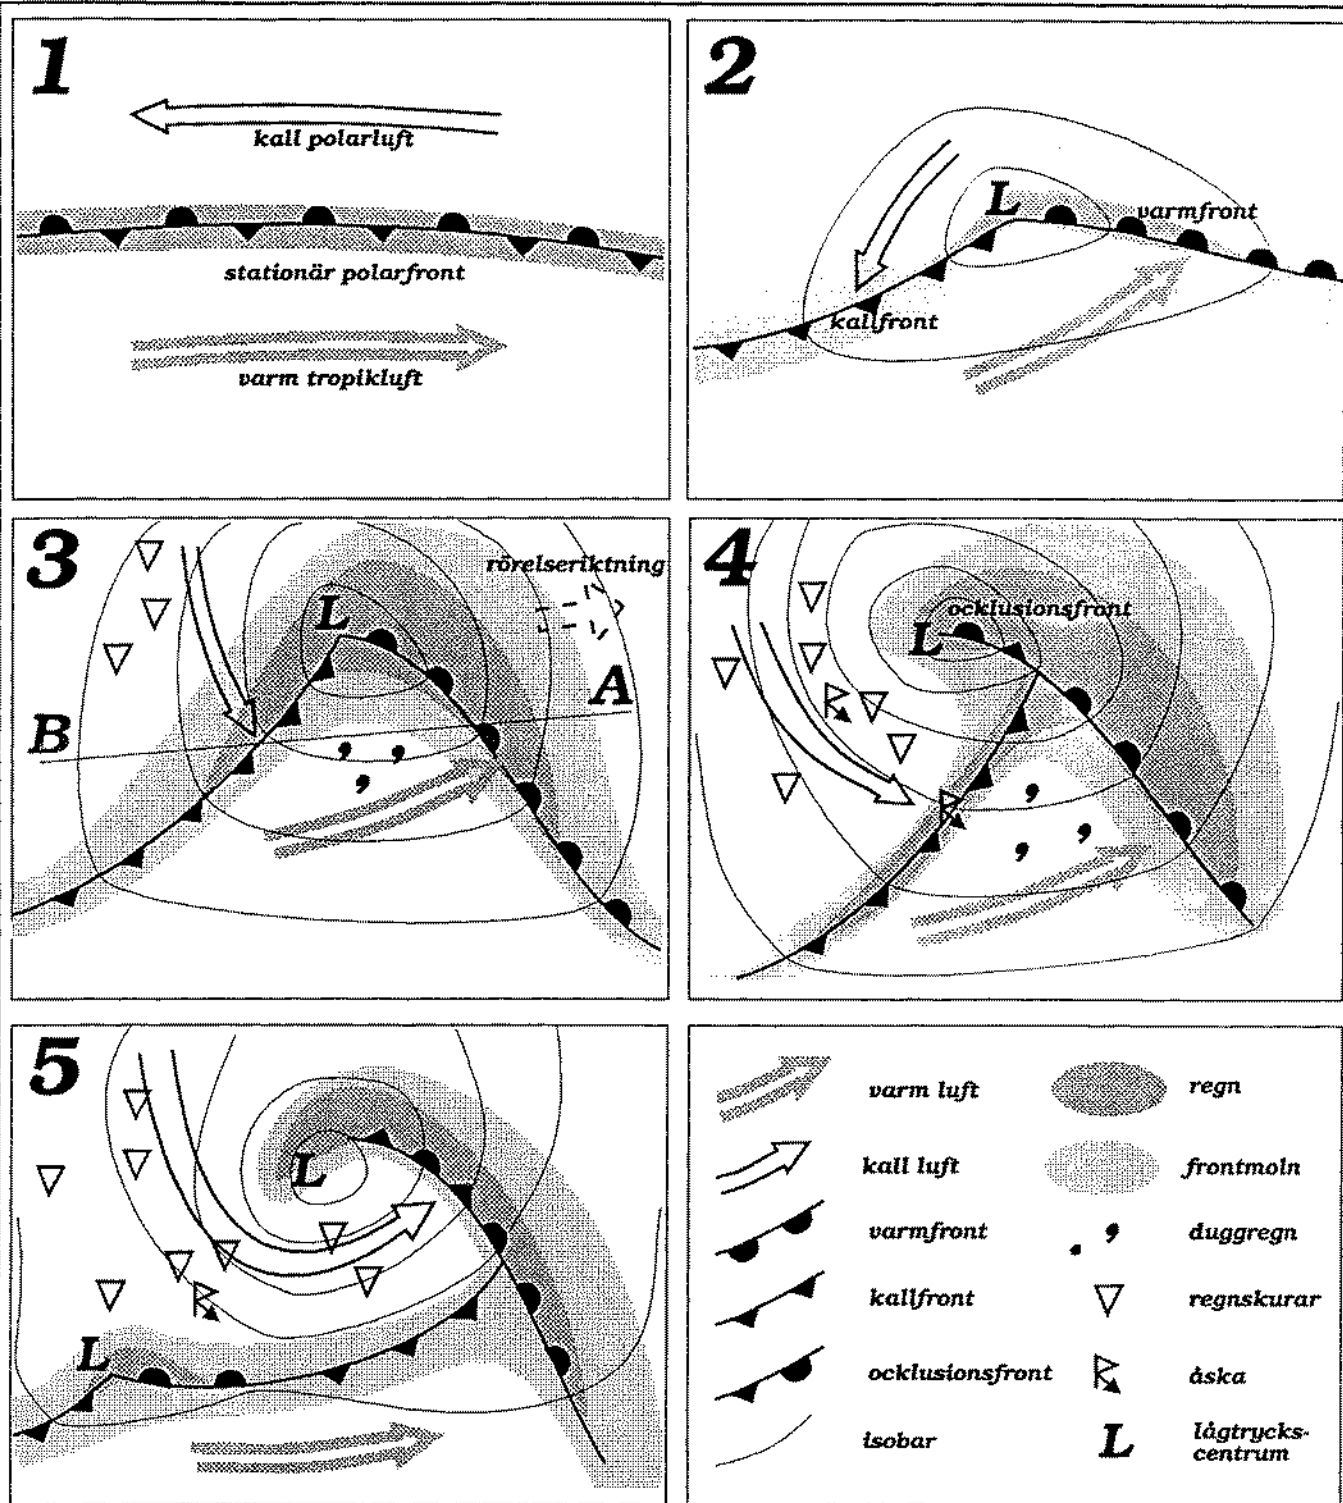 1
kall polarluft
stationär polarfront
varm tropikluft
2
L
varmfront
kallfront
3
rörelseriktning
L
A
B
4
ocklusionsfront
L
5
L
L
varm luft
regn
kall luft
frontmoln
varmfront
duggregn
kallfront
regnskurar
ocklusionsfront
åska
isobar
L
lågtrycks-
centrum